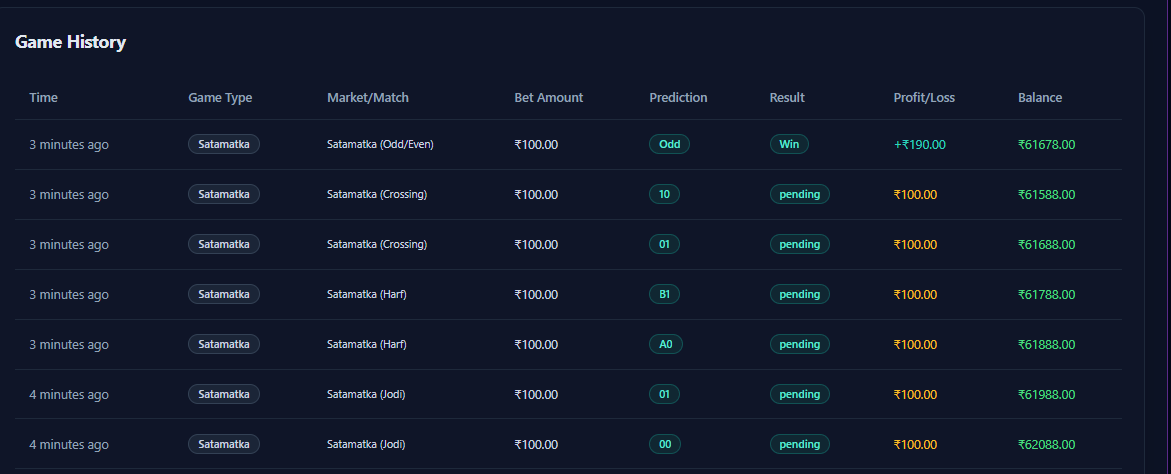 Game History
Time Game Type Market/Match Bet Amount Prediction Result Profit/Loss Balance
3 minutes ago Satamatka Satamatka (Odd/Even) ₹100.00 Odd Win +₹190.00 ₹61678.00
3 minutes ago Satamatka Satamatka (Crossing) ₹100.00 10 pending ₹100.00 ₹61588.00
3 minutes ago Satamatka Satamatka (Crossing) ₹100.00 01 pending ₹100.00 ₹61688.00
3 minutes ago Satamatka Satamatka (Harf) ₹100.00 B1 pending ₹100.00 ₹61788.00
3 minutes ago Satamatka Satamatka (Harf) ₹100.00 A0 pending ₹100.00 ₹61888.00
4 minutes ago Satamatka Satamatka (Jodi) ₹100.00 01 pending ₹100.00 ₹61988.00
4 minutes ago Satamatka Satamatka (Jodi) ₹100.00 00 pending ₹100.00 ₹62088.00